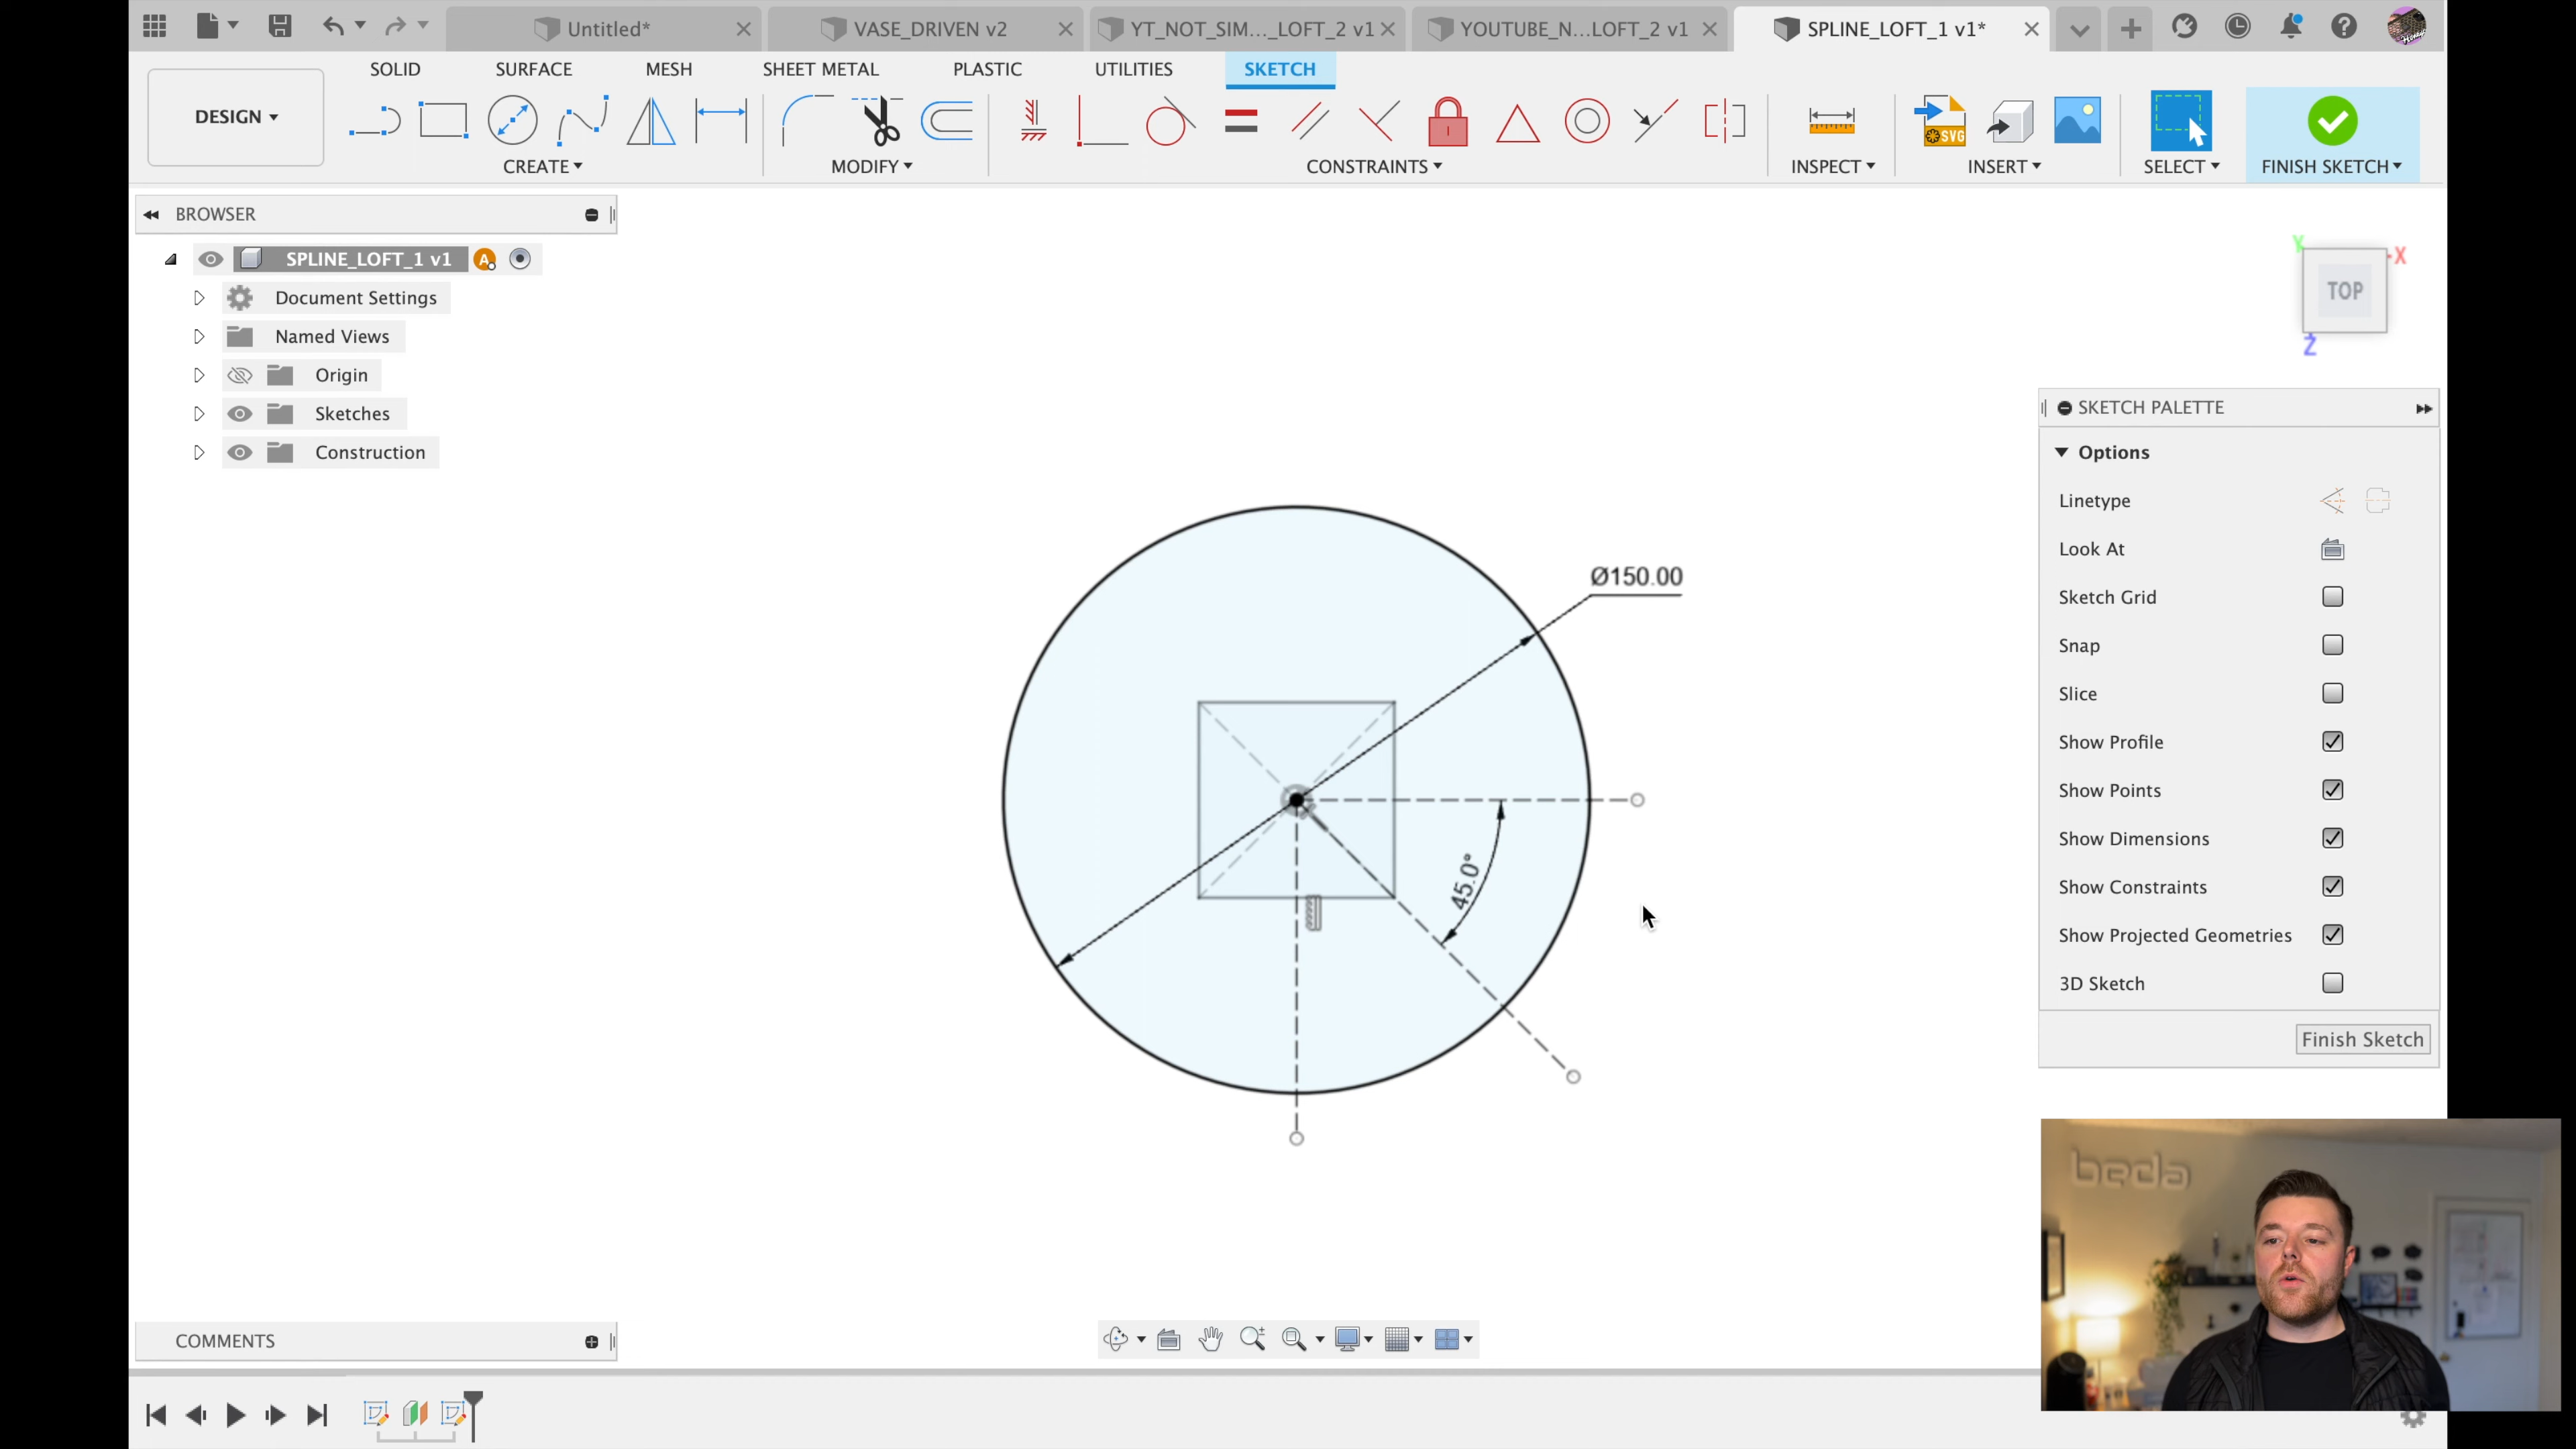 Untitled*
VASE_DRIVEN v2
YT_NOT_SIM..._LOFT_2 v1
YOUTUBE_N...LOFT_2 v1
SPLINE_LOFT_1 v1*
SOLID
SURFACE
MESH
SHEET METAL
PLASTIC
UTILITIES
SKETCH
DESIGN
SVG
CREATE
MODIFY
CONSTRAINTS
INSPECT
INSERT
SELECT
FINISH SKETCH
BROWSER
SPLINE_LOFT_1 v1
A
Document Settings
Named Views
Origin
Sketches
Construction
Y
X
TOP
Z
Ø150.00
45.0°
SKETCH PALETTE
Options
Linetype
Look At
Sketch Grid
Snap
Slice
Show Profile
Show Points
Show Dimensions
Show Constraints
Show Projected Geometries
3D Sketch
Finish Sketch
beda
COMMENTS